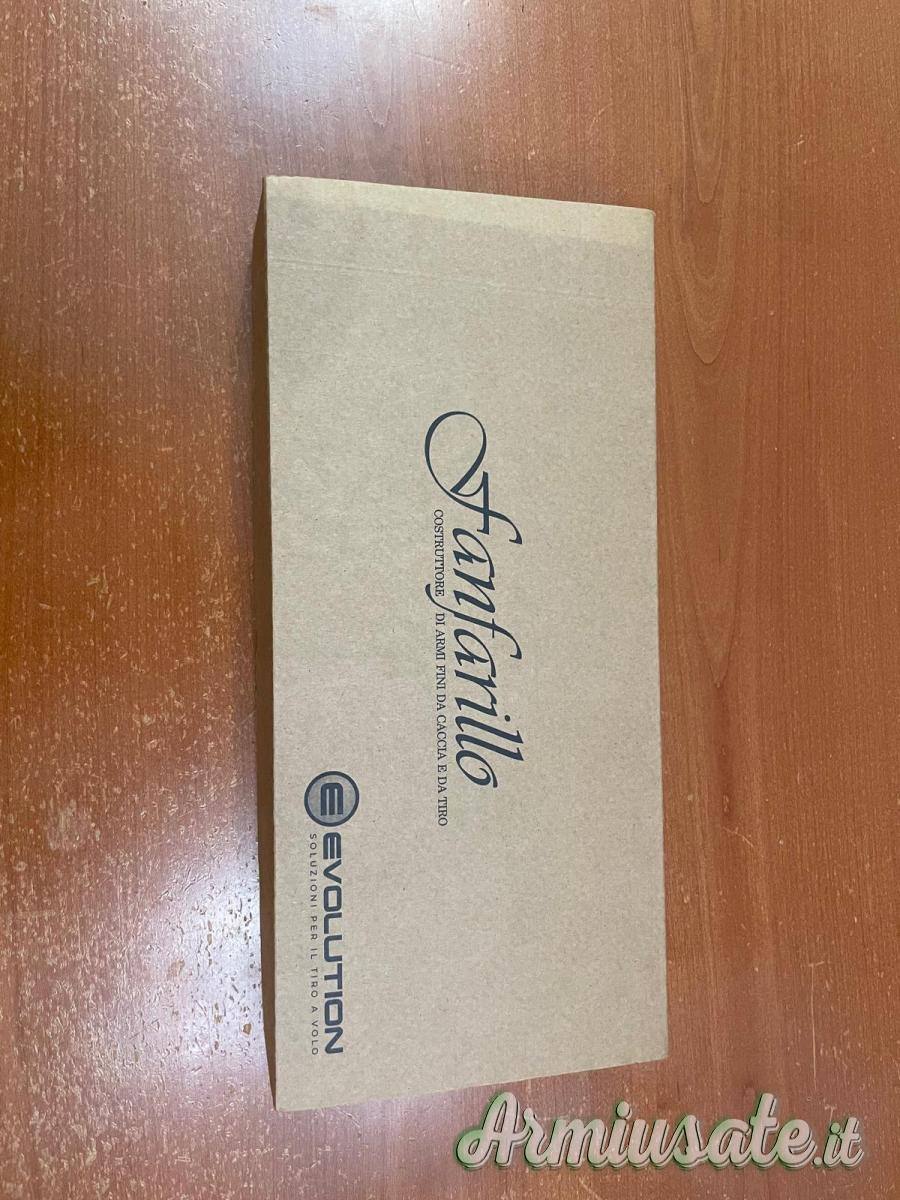 Fanfarillo
COSTRUTTORE DI ARMI FINI DA CACCIA E DA TIRO
E EVOLUTION
SOLUZIONI PER IL TIRO A VOLO
Armiusate.it